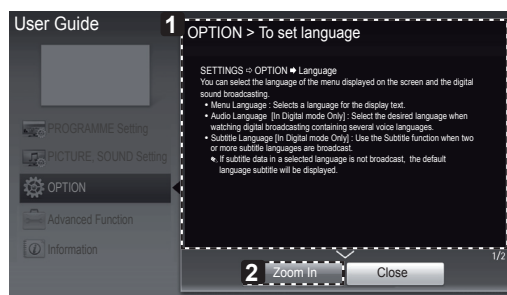 User Guide
1
OPTION > To set language
SETTINGS ⇨ OPTION ➡ Language
You can select the language of the menu displayed on the screen and the digital
sound broadcasting.
• Menu Language : Selects a language for the display text.
• Audio Language [In Digital mode Only] : Select the desired language when
watching digital broadcasting containing several voice languages.
• Subtitle Language [In Digital mode Only] : Use the Subtitle function when two
or more subtitle languages are broadcast.
If subtitle data in a selected language is not broadcast, the default
language subtitle will be displayed.
PROGRAMME Setting
PICTURE, SOUND Setting
OPTION
Advanced Function
Information
1/2
2
Zoom In
Close